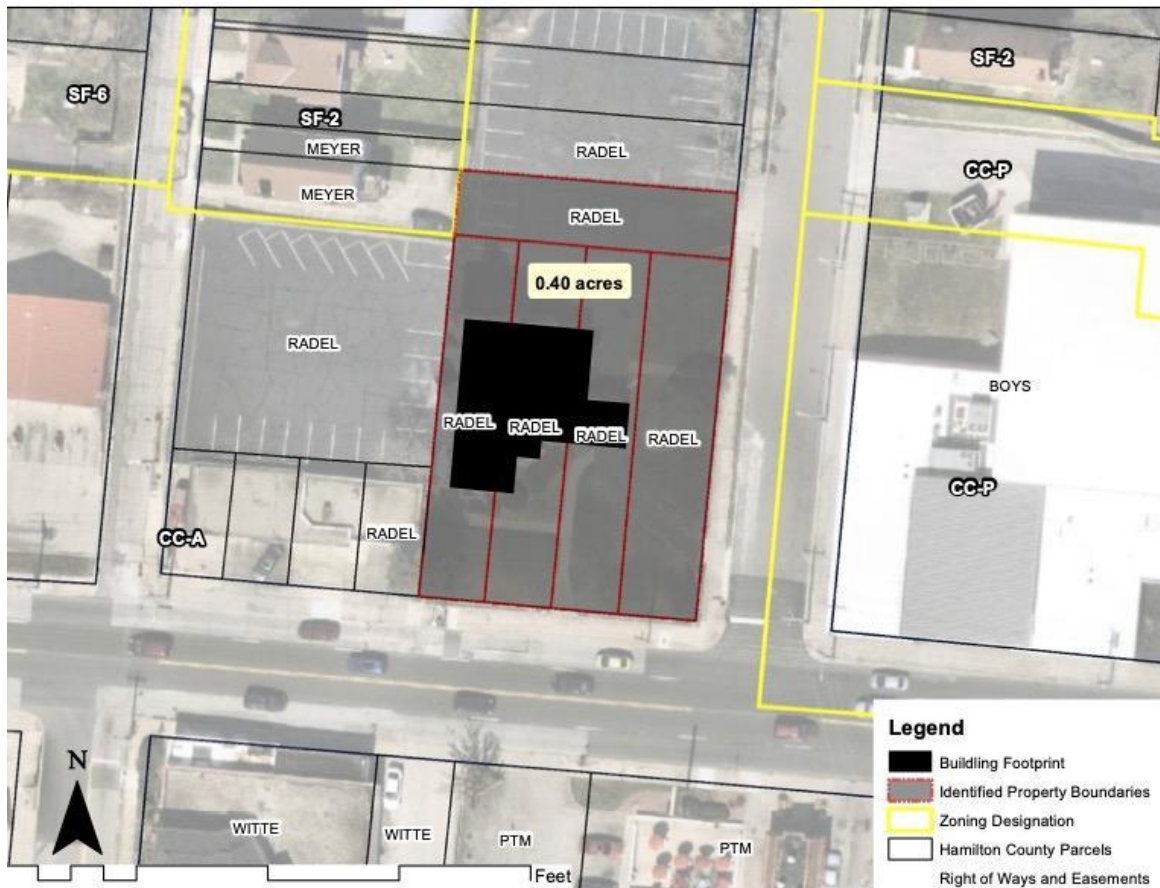 SF-2
SF-6
SF-2
MEYER
RADEL
CC-P
MEYER
RADEL
0.40 acres
RADEL
BOYS
RADEL
RADEL
RADEL
RADEL
CC-P
RADEL
CC-A
Legend
Buildling Footprint
Identified Property Boundaries
Zoning Designation
Hamilton County Parcels
Right of Ways and Easements
N
WITTE
WITTE
PTM
PTM
Feet